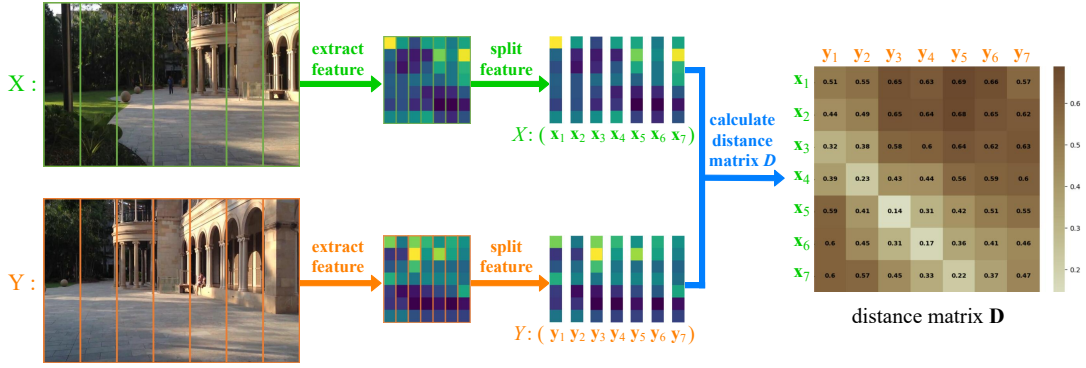 X :
extract
feature
split
feature
X: ( x1 x2 x3 x4 x5 x6 x7 )
Y :
extract
feature
split
feature
Y: ( y1 y2 y3 y4 y5 y6 y7 )
calculate
distance
matrix D
y1 y2 y3 y4 y5 y6 y7
x1 0.51 0.55 0.65 0.63 0.69 0.66 0.57
x2 0.44 0.49 0.65 0.64 0.68 0.65 0.62
x3 0.32 0.38 0.58 0.6 0.64 0.62 0.63
x4 0.39 0.23 0.43 0.44 0.56 0.59 0.6
x5 0.59 0.41 0.14 0.31 0.42 0.51 0.55
x6 0.6 0.45 0.31 0.17 0.36 0.41 0.46
x7 0.6 0.57 0.45 0.33 0.22 0.37 0.47
0.6
0.5
0.4
0.3
0.2
distance matrix D